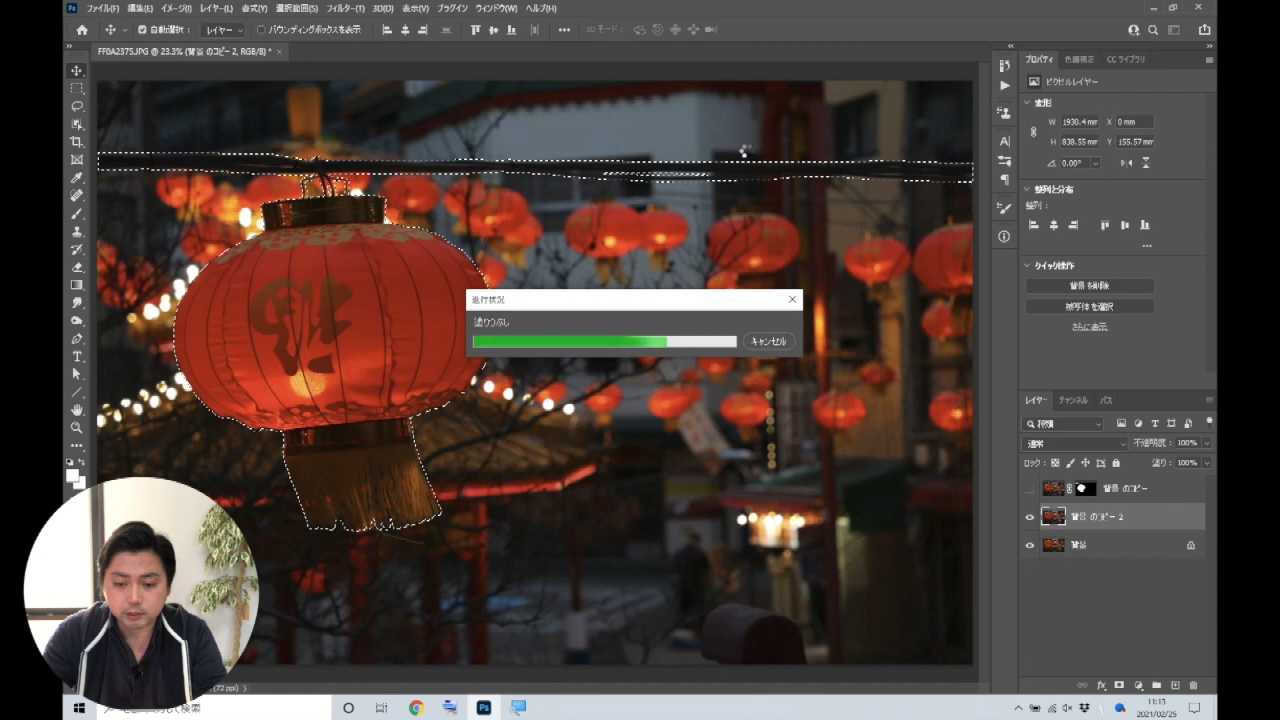 Ps ファイル(F) 編集(E) イメージ(I) レイヤー(L) 書式(Y) 選択範囲(S) フィルター(T) 3D(D) 表示(V) プラグイン ウィンドウ(W) ヘルプ(H)
自動選択： レイヤー バウンディングボックスを表示 3D モード：
FF0A2375.JPG @ 23.3% (背景 のコピー 2, RGB/8) *
プロパティ 色調補正 CC ライブラリ
ピクセルレイヤー
変形
W 1930.4 mm X 0 mm
H 838.55 mm Y 155.57 mm
0.00°
整列と分布
整列：
クイック操作
背景を削除
被写体を選択
さらに表示
進行状況
塗りつぶし
キャンセル
レイヤー チャンネル パス
種類
通常 不透明度： 100%
ロック： 塗り： 100%
背景 のコピー
背景 のコピー 2
背景
(72 ppi)
Ps
11:13
2021/02/25